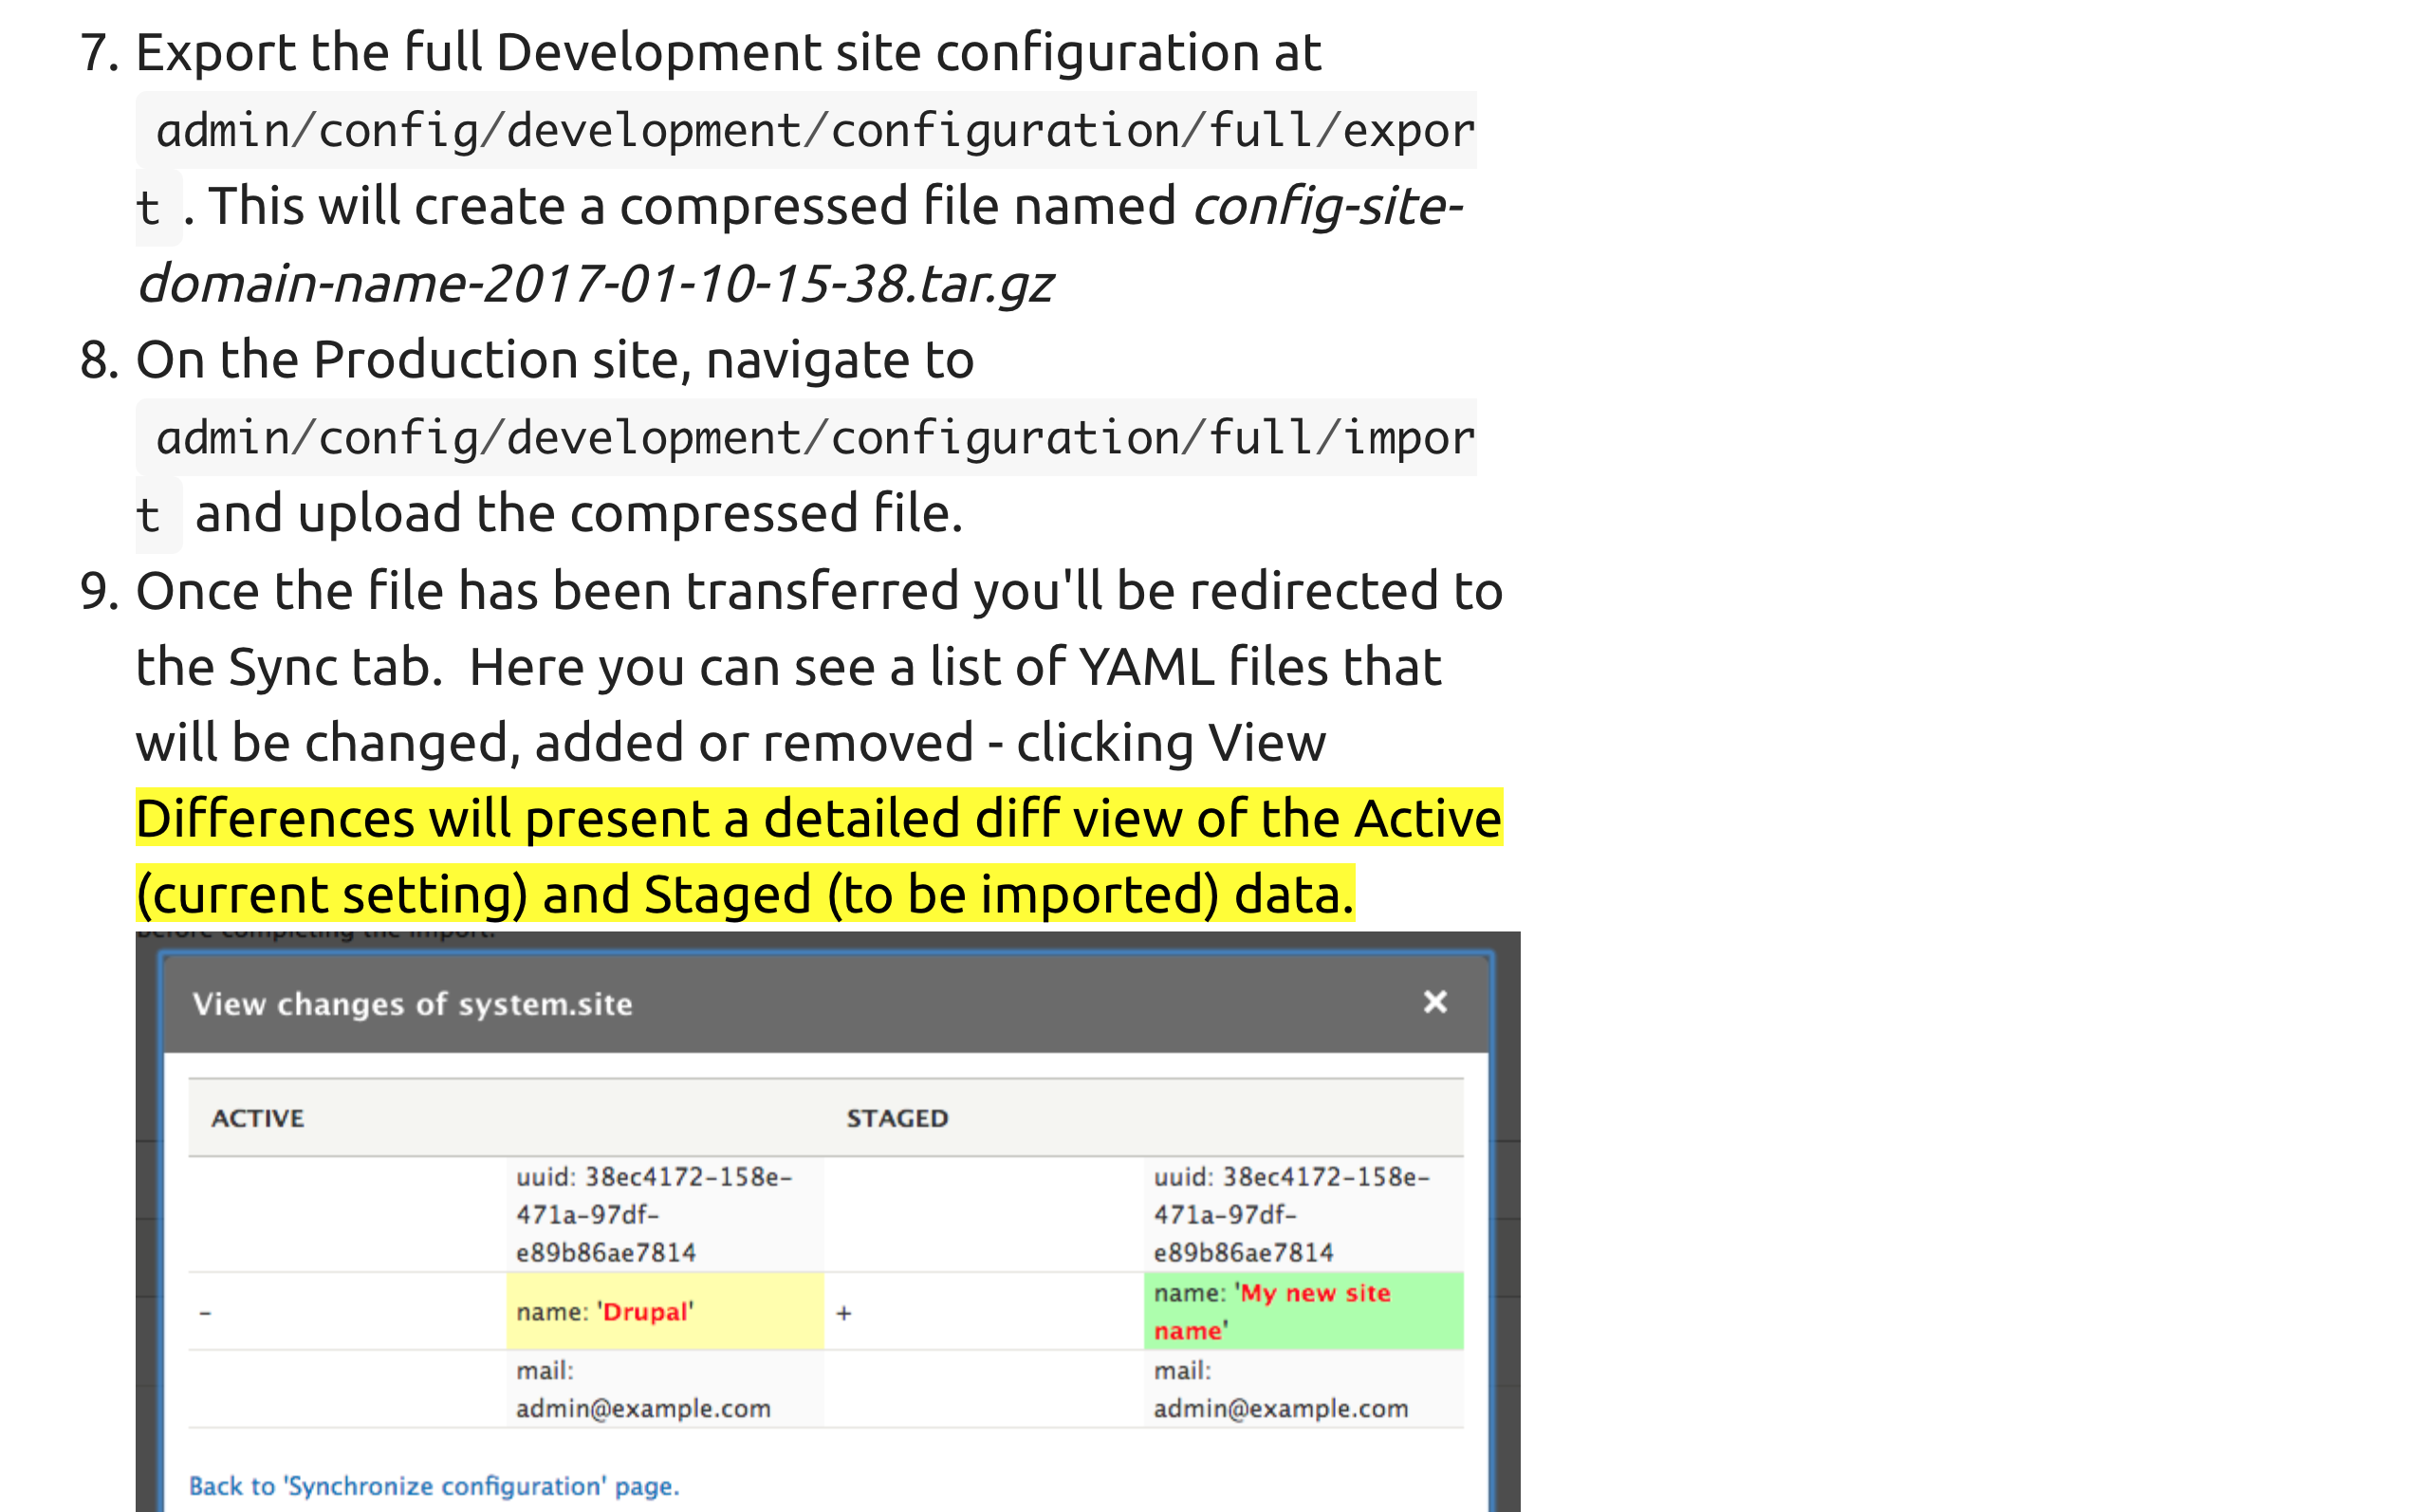 7. Export the full Development site configuration at
admin/config/development/configuration/full/expor
t . This will create a compressed file named config-site-
domain-name-2017-01-10-15-38.tar.gz
8. On the Production site, navigate to
admin/config/development/configuration/full/impor
t and upload the compressed file.
9. Once the file has been transferred you'll be redirected to
the Sync tab.  Here you can see a list of YAML files that
will be changed, added or removed - clicking View
Differences will present a detailed diff view of the Active
(current setting) and Staged (to be imported) data.
before completing the import.
View changes of system.site ×
ACTIVE STAGED
uuid: 38ec4172-158e- uuid: 38ec4172-158e-
471a-97df- 471a-97df-
e89b86ae7814 e89b86ae7814
- name: 'Drupal' + name: 'My new site
name'
mail: mail:
admin@example.com admin@example.com
Back to 'Synchronize configuration' page.